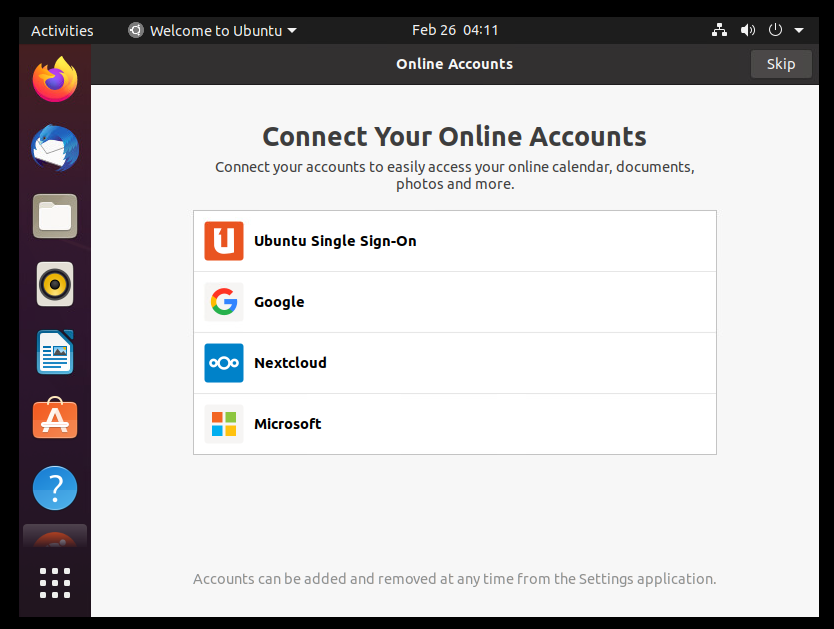 Activities
Welcome to Ubuntu
Feb 26 04:11
Online Accounts
Skip
Connect Your Online Accounts
Connect your accounts to easily access your online calendar, documents,
photos and more.
Ubuntu Single Sign-On
Google
Nextcloud
Microsoft
Accounts can be added and removed at any time from the Settings application.